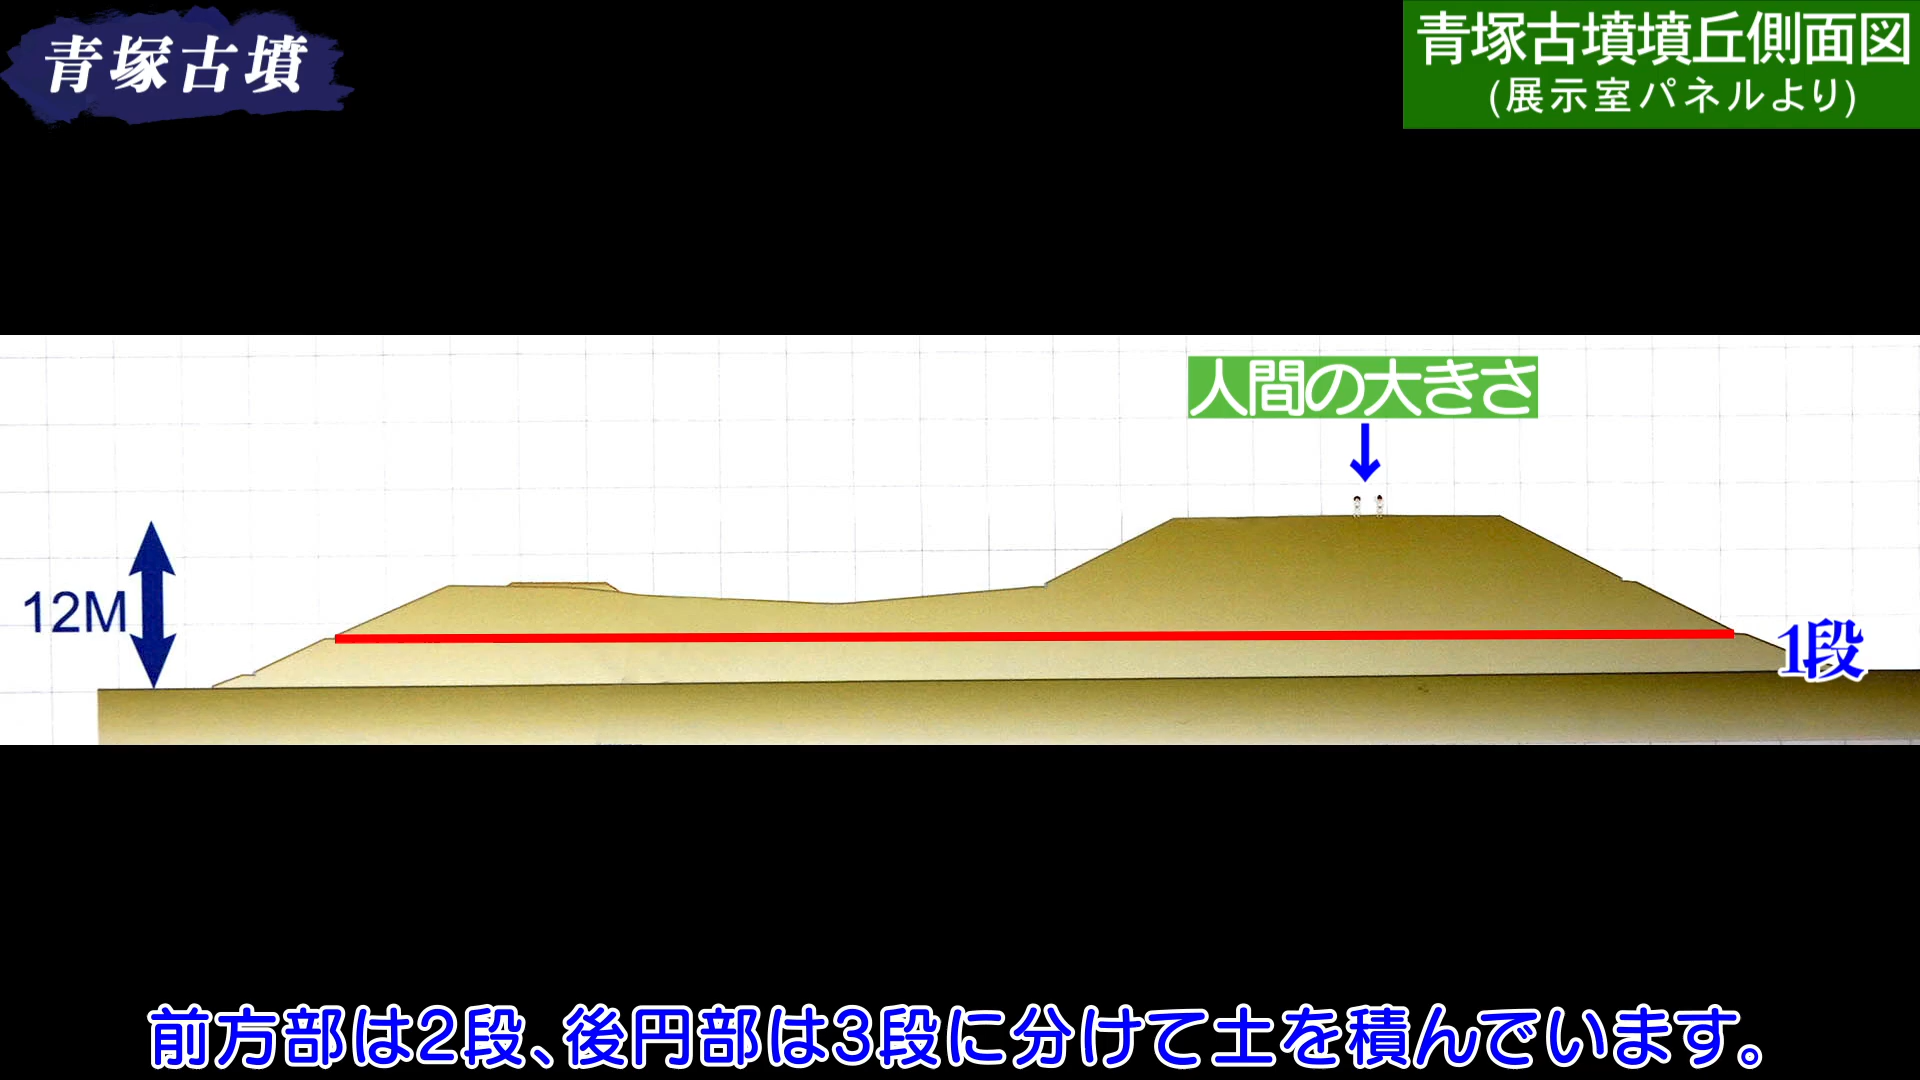 青塚古墳
青塚古墳墳丘側面図
(展示室パネルより)
人間の大きさ
12M
1段
前方部は2段、後円部は3段に分けて土を積んでいます。